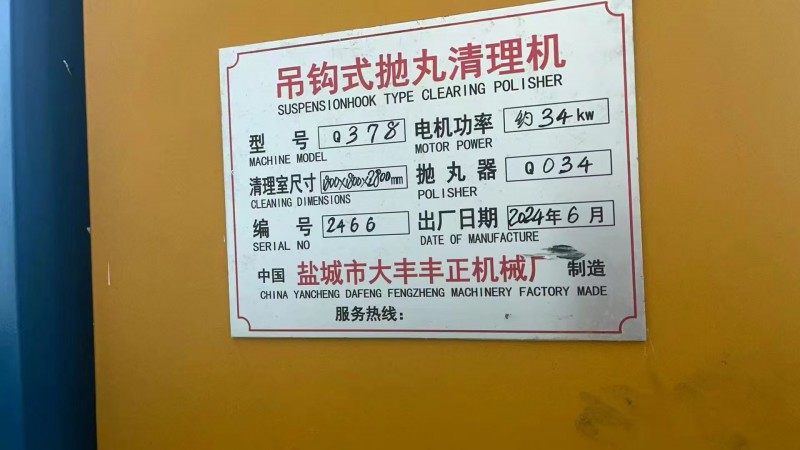 吊钩式抛丸清理机
SUSPENSIONHOOK TYPE CLEARING POLISHER
型号 Q378 电机功率 约34kw
MACHINE MODEL MOTOR POWER
清理室尺寸 800×2800mm 抛丸器 Q034
CLEANING DIMENSIONS POLISHER
编号 2466 出厂日期 2024年6月
SERIAL NO DATE OF MANUFACTURE
中国 盐城市大丰丰正机械厂 制造
CHINA YANCHENG DAFENG FENGZHENG MACHINERY FACTORY MADE
服务热线：